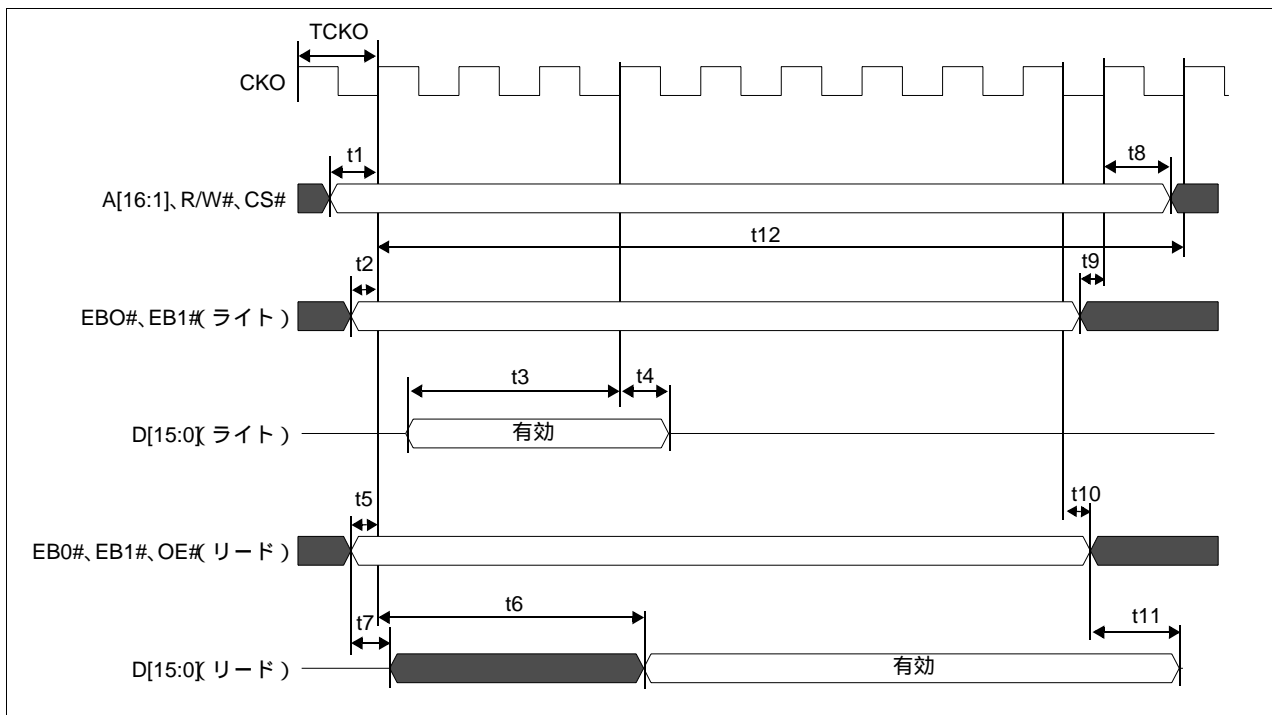 TCKO
CKO
t1
t8
A[16:1]、R/W#、CS#
t12
t2
t9
EBO#、EB1#(ライト)
t3
t4
D[15:0](ライト)
有効
t5
t10
EB0#、EB1#、OE#(リード)
t6
t7
t11
D[15:0](リード)
有効